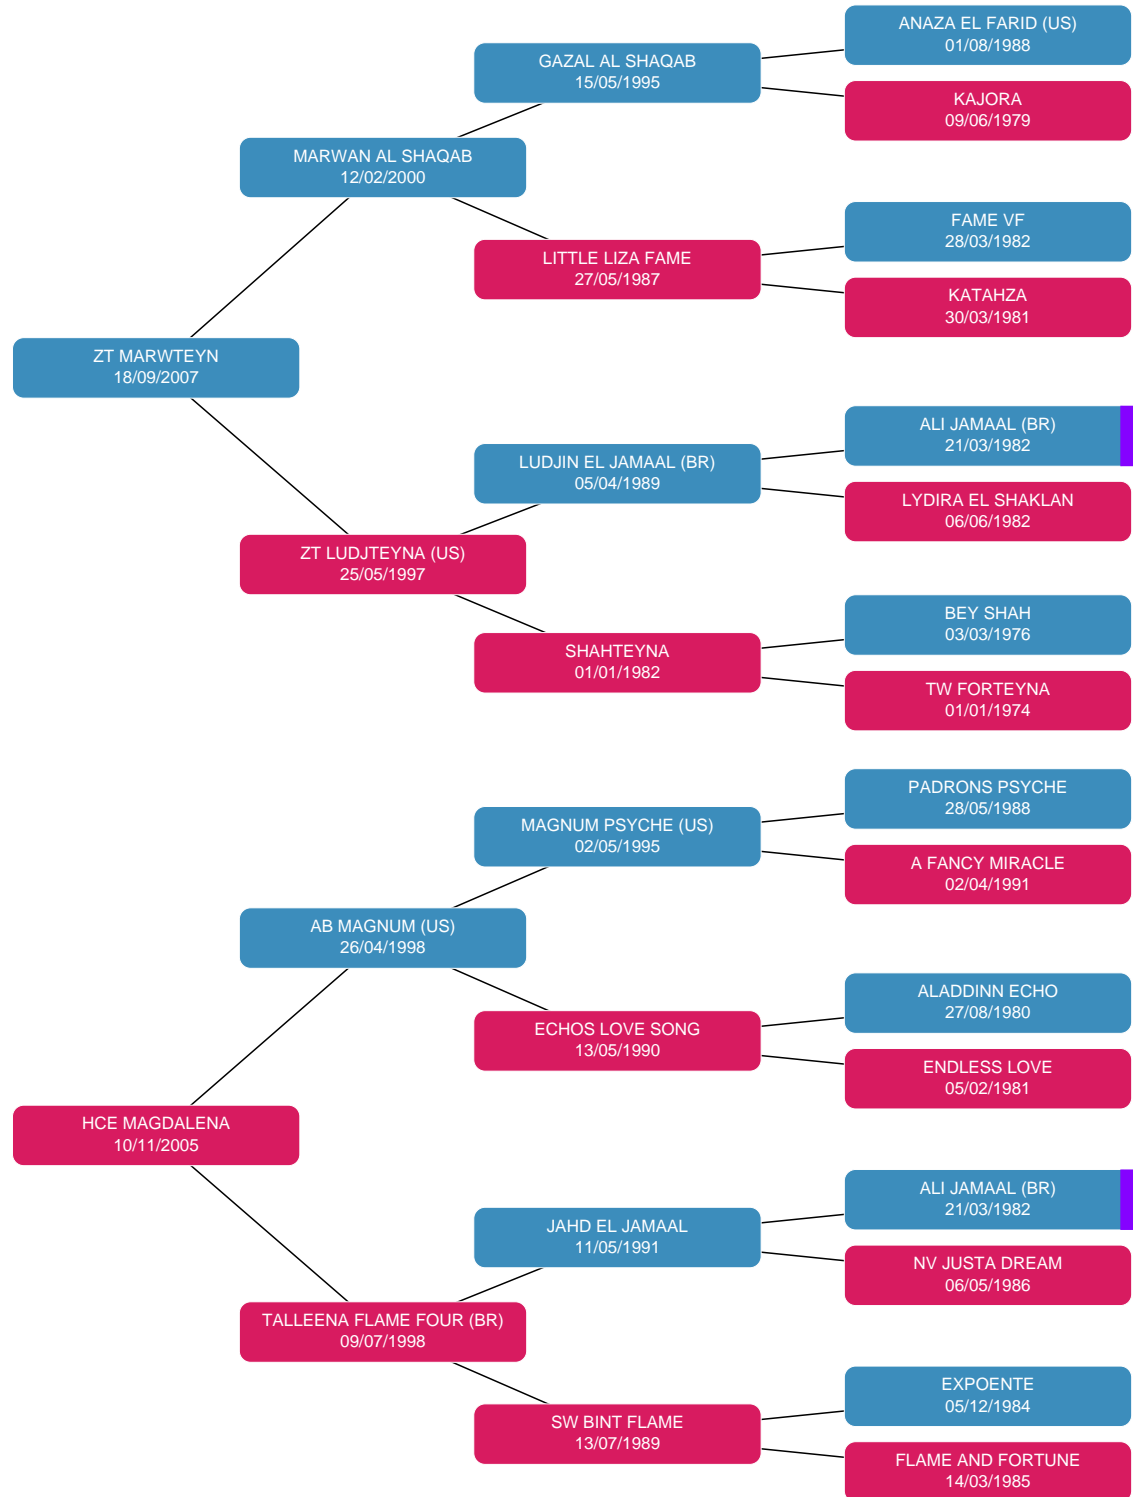 ANAZA EL FARID (US)
01/08/1988
GAZAL AL SHAQAB
15/05/1995
KAJORA
09/06/1979
MARWAN AL SHAQAB
12/02/2000
FAME VF
28/03/1982
LITTLE LIZA FAME
27/05/1987
KATAHZA
30/03/1981
ZT MARWTEYN
18/09/2007
ALI JAMAAL (BR)
21/03/1982
LUDJIN EL JAMAAL (BR)
05/04/1989
LYDIRA EL SHAKLAN
06/06/1982
ZT LUDJTEYNA (US)
25/05/1997
BEY SHAH
03/03/1976
SHAHTEYNA
01/01/1982
TW FORTEYNA
01/01/1974
PADRONS PSYCHE
28/05/1988
MAGNUM PSYCHE (US)
02/05/1995
A FANCY MIRACLE
02/04/1991
AB MAGNUM (US)
26/04/1998
ALADDINN ECHO
27/08/1980
ECHOS LOVE SONG
13/05/1990
ENDLESS LOVE
05/02/1981
HCE MAGDALENA
10/11/2005
ALI JAMAAL (BR)
21/03/1982
JAHD EL JAMAAL
11/05/1991
NV JUSTA DREAM
06/05/1986
TALLEENA FLAME FOUR (BR)
09/07/1998
EXPOENTE
05/12/1984
SW BINT FLAME
13/07/1989
FLAME AND FORTUNE
14/03/1985